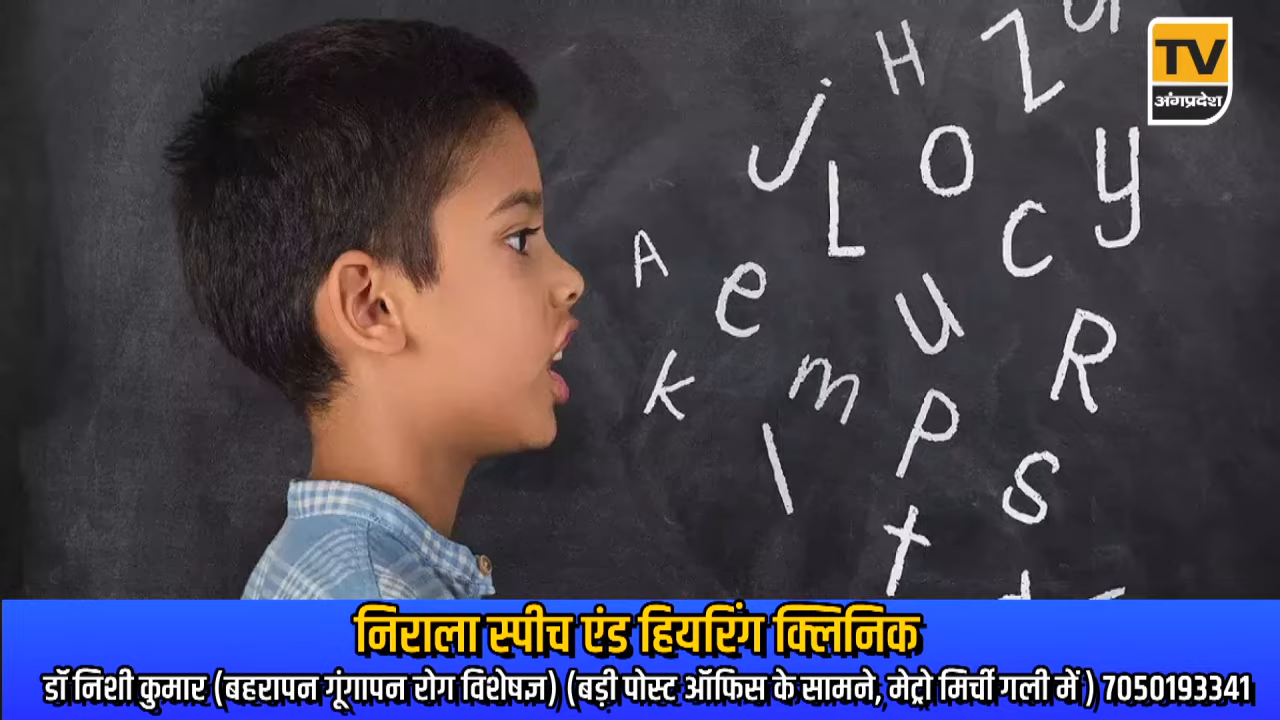 H Z u
TV
अंगप्रदेश
J O y
L C
A e u
R
K m P
l S
t
निराला स्पीच एंड हियरिंग क्लिनिक
डॉ निशी कुमार (बहरापन गूंगापन रोग विशेषज्ञ) (बड़ी पोस्ट ऑफिस के सामने, मेट्रो मिर्ची गली में ) 7050193341